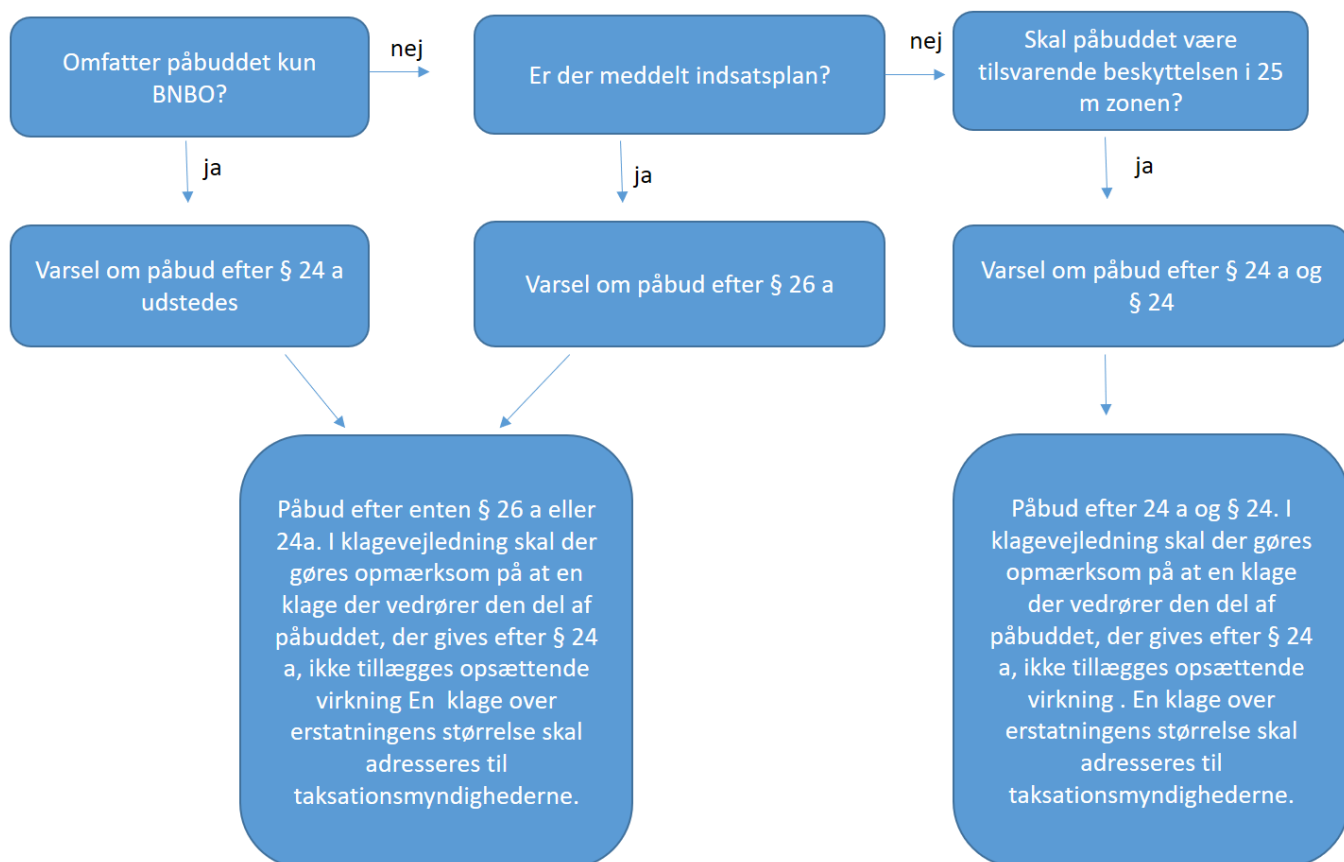 Omfatter påbuddet kun
BNBO?
nej
Er der meddelt indsatsplan?
nej
Skal påbuddet være
tilsvarende beskyttelsen i 25
m zonen?
ja
ja
ja
Varsel om påbud efter § 24 a
udstedes
Varsel om påbud efter § 26 a
Varsel om påbud efter § 24 a og
§ 24
Påbud efter enten § 26 a eller
24a. I klagevejledning skal der
gøres opmærksom på at en
klage der vedrører den del af
påbuddet, der gives efter § 24
a, ikke tillægges opsættende
virkning En  klage over
erstatningens størrelse skal
adresseres til
taksationsmyndighederne.
Påbud efter 24 a og § 24. I
klagevejledning skal der gøres
opmærksom på at en klage
der vedrører den del af
påbuddet, der gives efter § 24
a, ikke tillægges opsættende
virkning . En klage over
erstatningens størrelse skal
adresseres til
taksationsmyndighederne.